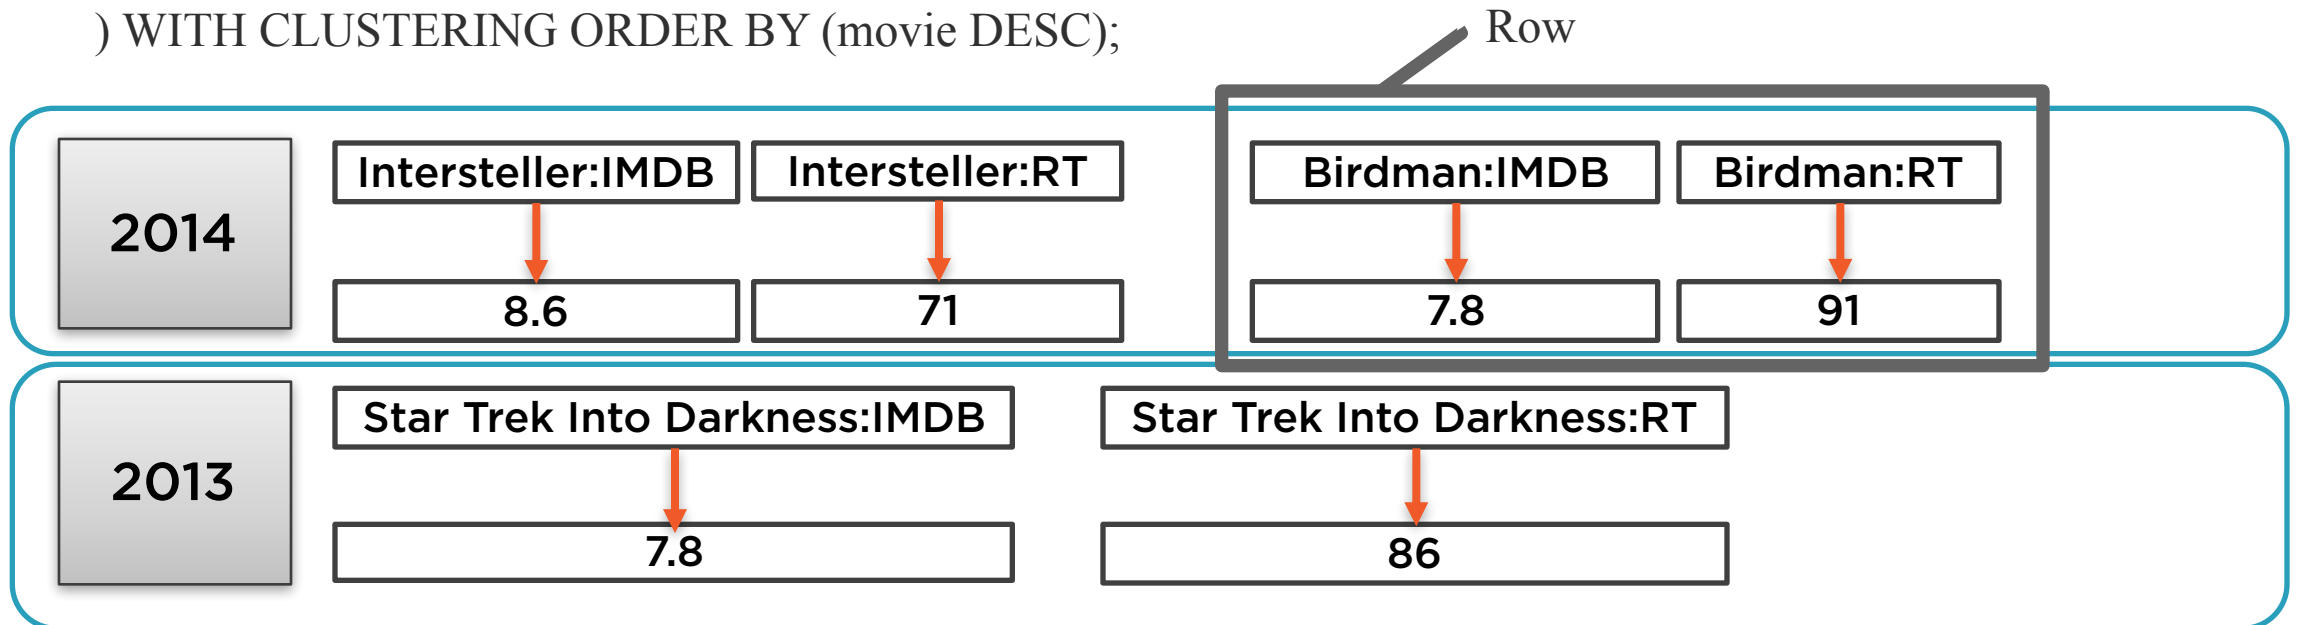 ) WITH CLUSTERING ORDER BY (movie DESC);
Row
2014
Intersteller:IMDB
Intersteller:RT
Birdman:IMDB
Birdman:RT
8.6
71
7.8
91
2013
Star Trek Into Darkness:IMDB
Star Trek Into Darkness:RT
7.8
86